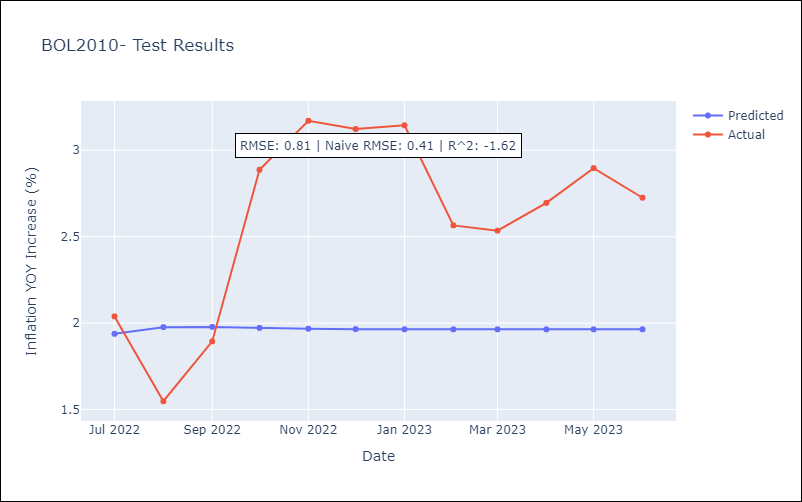 BOL2010- Test Results
Predicted
Actual
RMSE: 0.81 | Naive RMSE: 0.41 | R^2: -1.62
Inflation YOY Increase (%)
3
2.5
2
1.5
Jul 2022
Sep 2022
Nov 2022
Jan 2023
Mar 2023
May 2023
Date